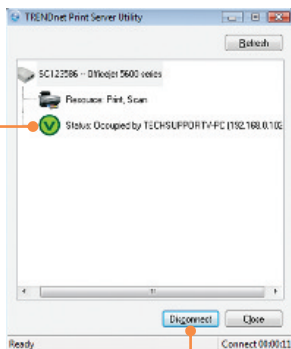 TRENDnet Print Server Utility
Refresh
SC123586 -- Officejet 5600 series
Resource: Print, Scan
Status: Occupied by TECHSUPPORTV-PC (192.168.0.102
Disconnect
Close
Ready
Connect 00:00:11